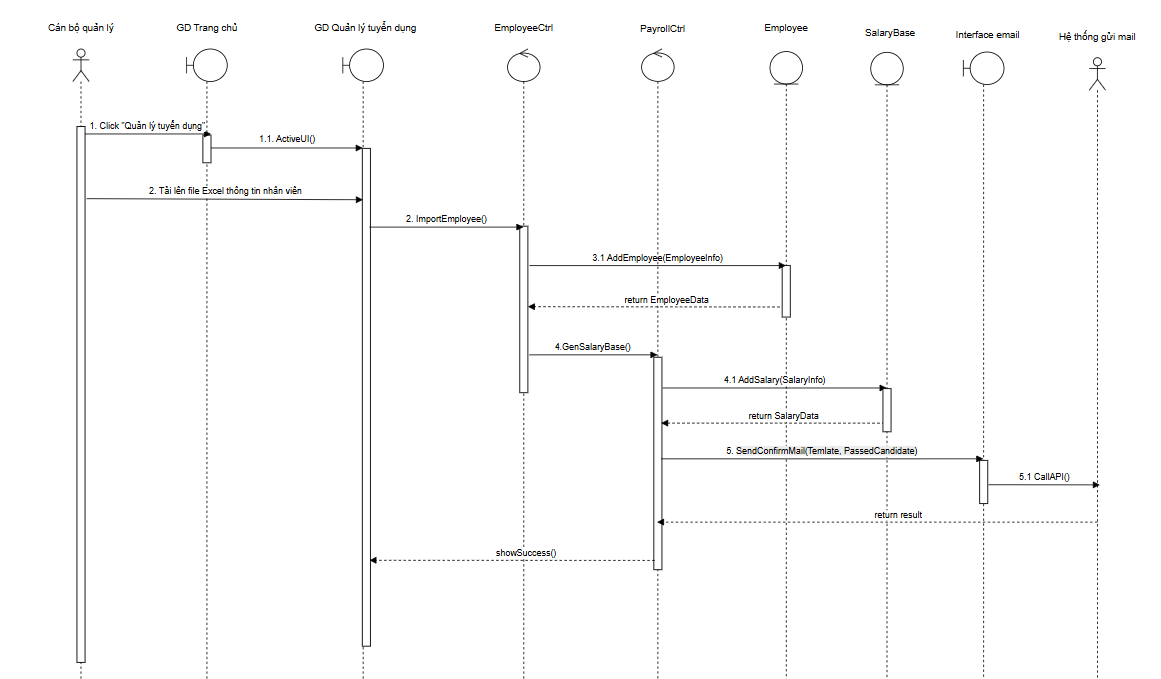 Cán bộ quản lý
GD Trang chủ
GD Quản lý tuyển dụng
EmployeeCtrl
PayrollCtrl
Employee
SalaryBase
Interface email
Hệ thống gửi mail
1. Click "Quản lý tuyển dụng"
1.1. ActiveUI()
2. Tải lên file Excel thông tin nhân viên
2. ImportEmployee()
3.1 AddEmployee(EmployeeInfo)
return EmployeeData
4.GenSalaryBase()
4.1 AddSalary(SalaryInfo)
return SalaryData
5. SendConfirmMail(Temlate, PassedCandidate)
5.1 CallAPI()
return result
showSuccess()